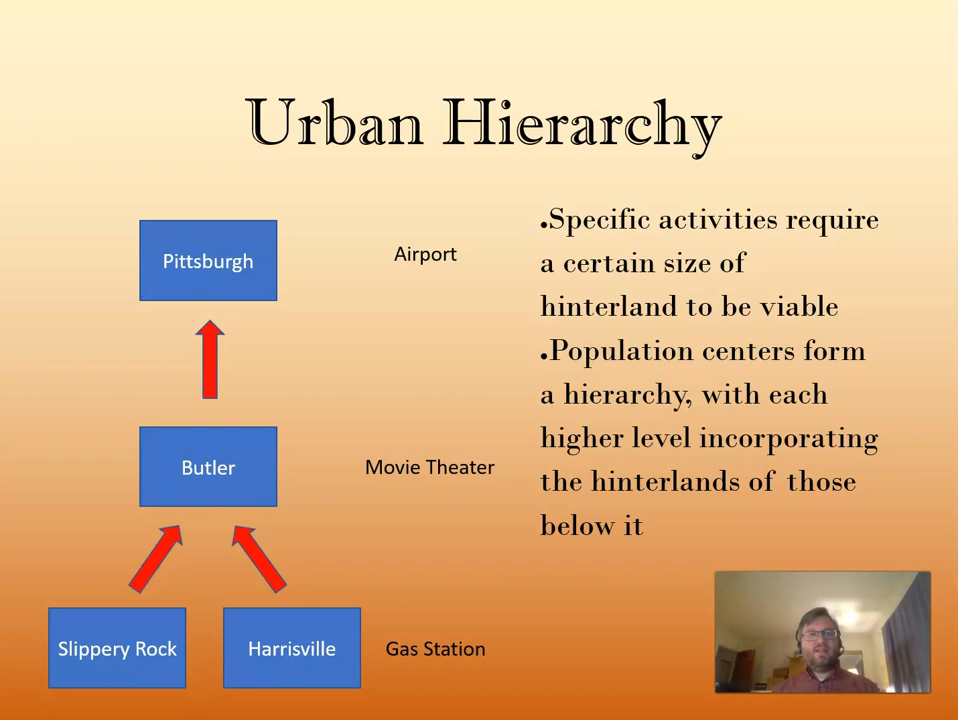 Urban Hierarchy
Pittsburgh
Airport
Butler
Movie Theater
Slippery Rock
Harrisville
Gas Station
•Specific activities require
a certain size of
hinterland to be viable
•Population centers form
a hierarchy, with each
higher level incorporating
the hinterlands of those
below it